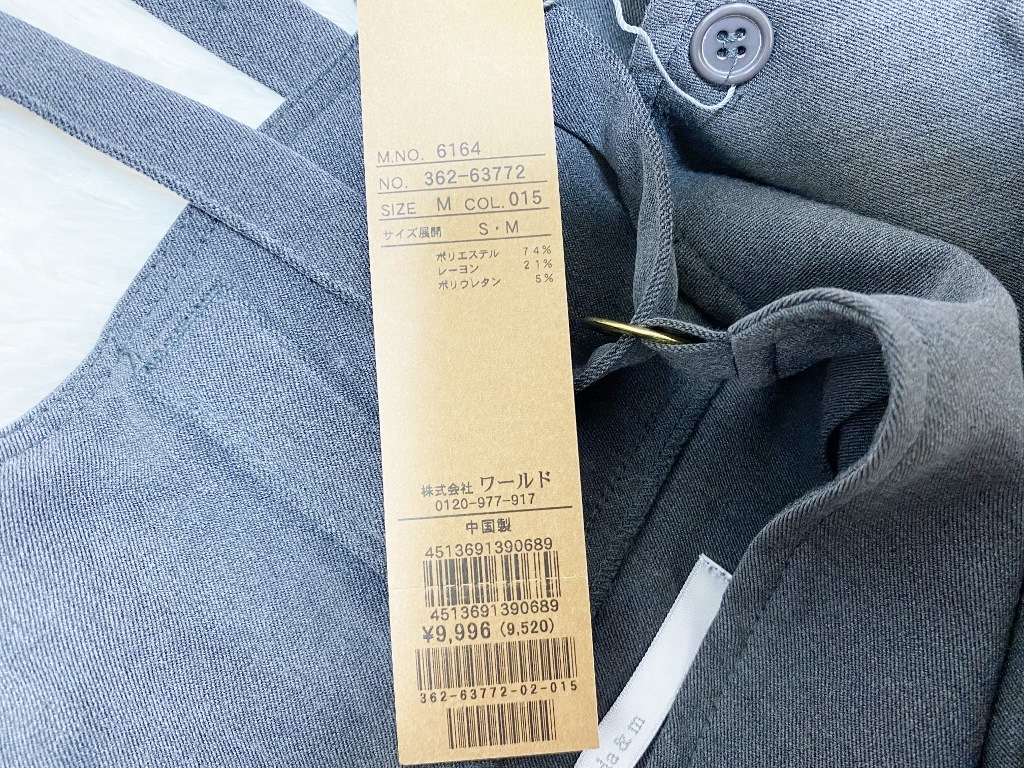 M.NO. 6164
NO. 362-63772
SIZE M COL. 015
サイズ展開 S・M
ポリエステル 74%
レーヨン 21%
ポリウレタン 5%
株式会社 ワールド
0120-977-917
中国製
4513691390689
4513691390689
¥9,996 (9,520)
362-63772-02-015
da & m